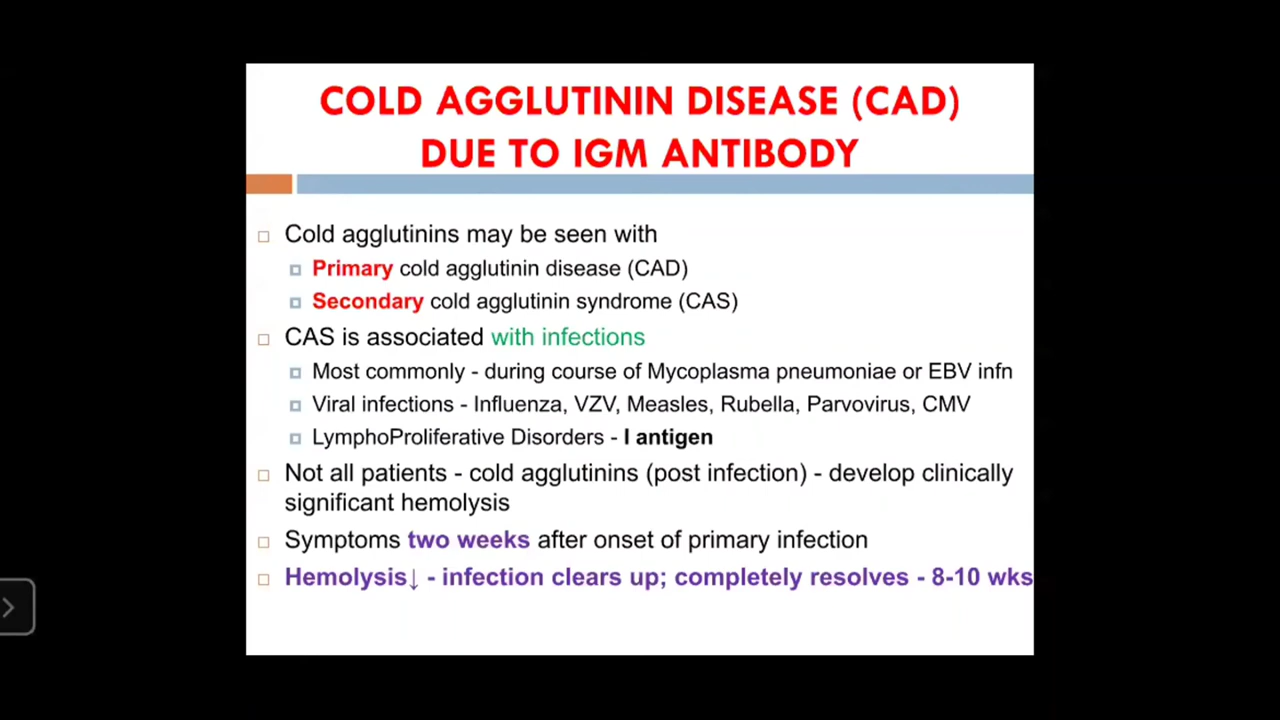 COLD AGGLUTININ DISEASE (CAD)
DUE TO IGM ANTIBODY
Cold agglutinins may be seen with
Primary cold agglutinin disease (CAD)
Secondary cold agglutinin syndrome (CAS)
CAS is associated with infections
Most commonly - during course of Mycoplasma pneumoniae or EBV infn
Viral infections - Influenza, VZV, Measles, Rubella, Parvovirus, CMV
LymphoProliferative Disorders - I antigen
Not all patients - cold agglutinins (post infection) - develop clinically
significant hemolysis
Symptoms two weeks after onset of primary infection
Hemolysis↓ - infection clears up; completely resolves - 8-10 wks